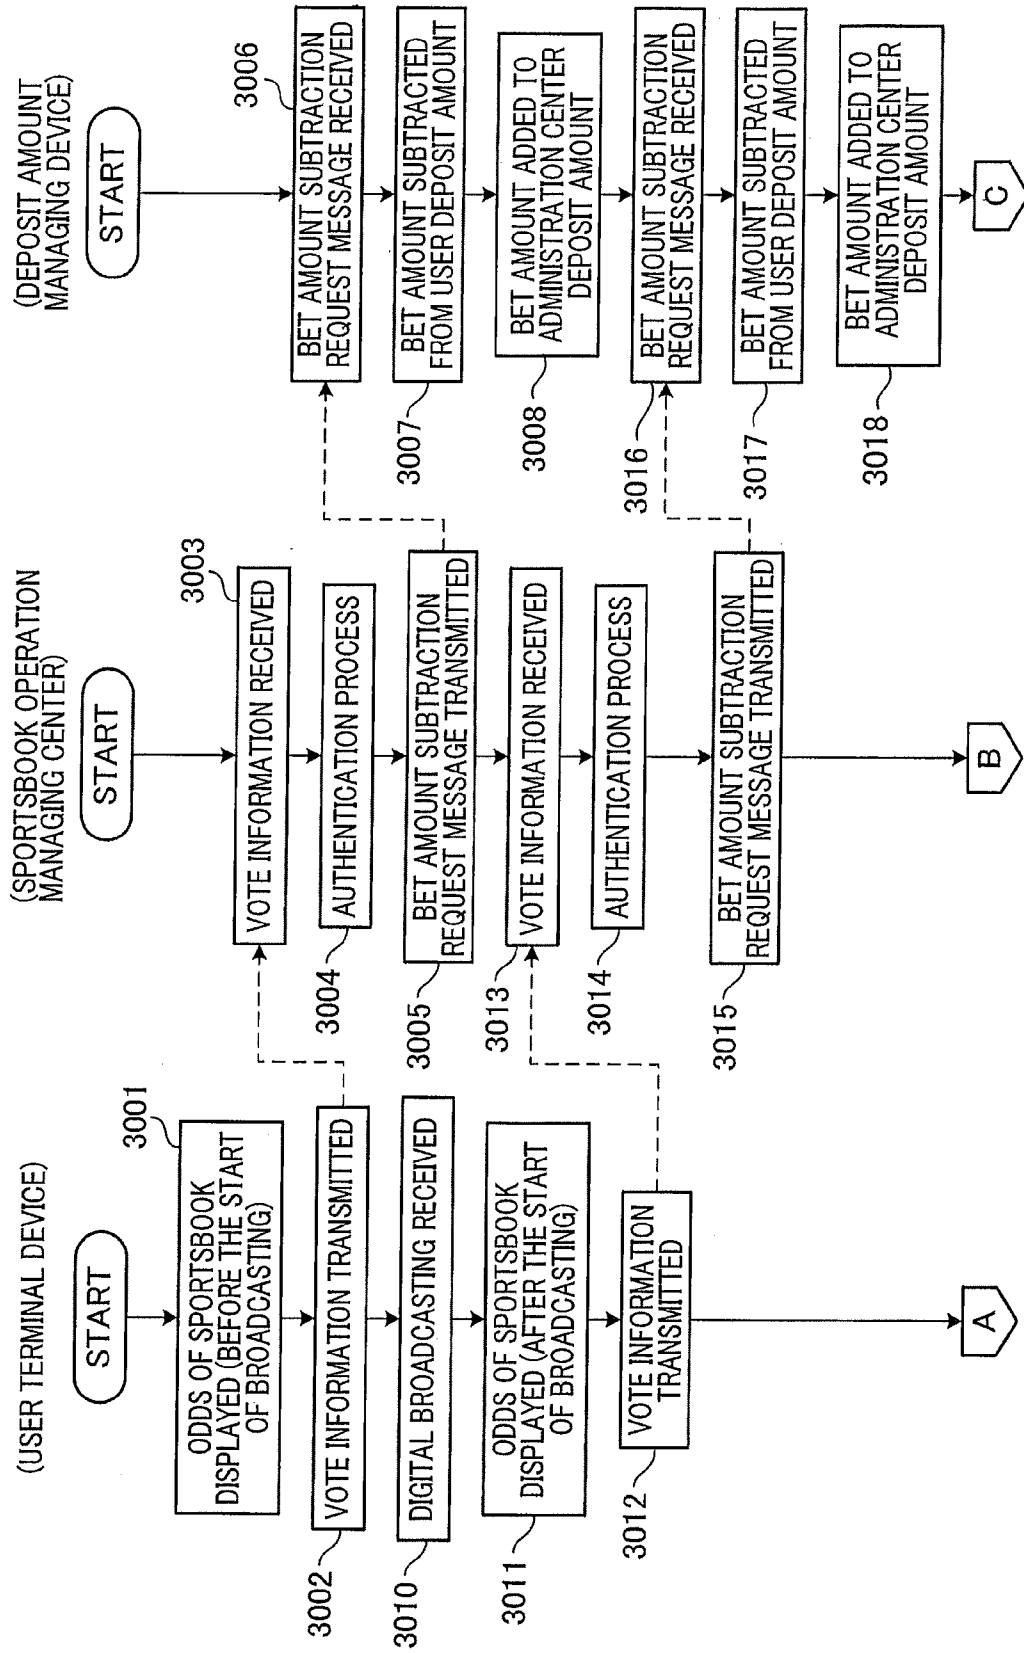 (USER TERMINAL DEVICE)
START
3001
ODDS OF SPORTSBOOK
DISPLAYED (BEFORE THE START
OF BROADCASTING)
3002
VOTE INFORMATION TRANSMITTED
3010
DIGITAL BROADCASTING RECEIVED
3011
ODDS OF SPORTSBOOK
DISPLAYED (AFTER THE START
OF BROADCASTING)
3012
VOTE INFORMATION
TRANSMITTED
A
(SPORTSBOOK OPERATION
MANAGING CENTER)
START
3003
VOTE INFORMATION RECEIVED
3004
AUTHENTICATION PROCESS
3005
BET AMOUNT SUBTRACTION
REQUEST MESSAGE TRANSMITTED
3013
VOTE INFORMATION RECEIVED
3014
AUTHENTICATION PROCESS
3015
BET AMOUNT SUBTRACTION
REQUEST MESSAGE TRANSMITTED
B
(DEPOSIT AMOUNT
MANAGING DEVICE)
START
3006
BET AMOUNT SUBTRACTION
REQUEST MESSAGE RECEIVED
3007
BET AMOUNT SUBTRACTED
FROM USER DEPOSIT AMOUNT
3008
BET AMOUNT ADDED TO
ADMINISTRATION CENTER
DEPOSIT AMOUNT
3016
BET AMOUNT SUBTRACTION
REQUEST MESSAGE RECEIVED
3017
BET AMOUNT SUBTRACTED
FROM USER DEPOSIT AMOUNT
3018
BET AMOUNT ADDED TO
ADMINISTRATION CENTER
DEPOSIT AMOUNT
C